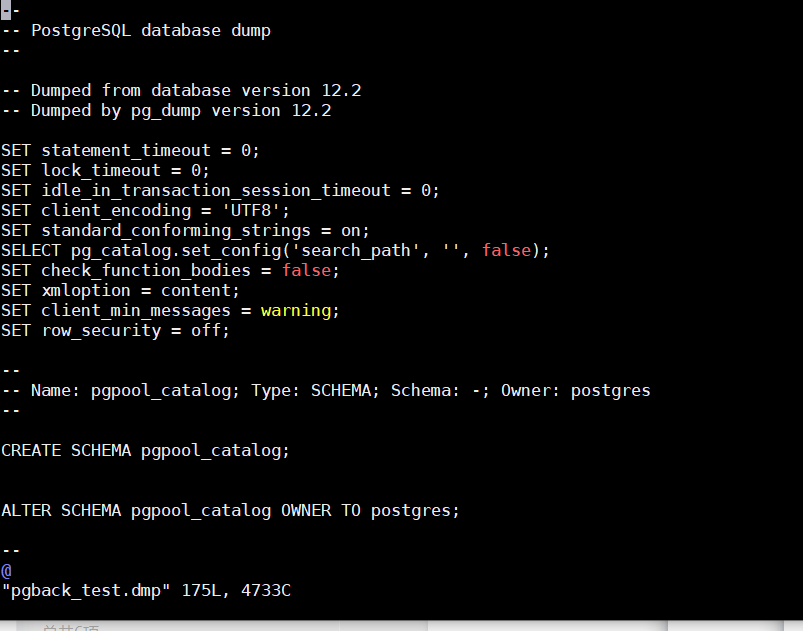 --
-- PostgreSQL database dump
--
-- Dumped from database version 12.2
-- Dumped by pg_dump version 12.2
SET statement_timeout = 0;
SET lock_timeout = 0;
SET idle_in_transaction_session_timeout = 0;
SET client_encoding = 'UTF8';
SET standard_conforming_strings = on;
SELECT pg_catalog.set_config('search_path', '', false);
SET check_function_bodies = false;
SET xmloption = content;
SET client_min_messages = warning;
SET row_security = off;
--
-- Name: pgpool_catalog; Type: SCHEMA; Schema: -; Owner: postgres
--
CREATE SCHEMA pgpool_catalog;
ALTER SCHEMA pgpool_catalog OWNER TO postgres;
--
@
"pgback_test.dmp" 175L, 4733C